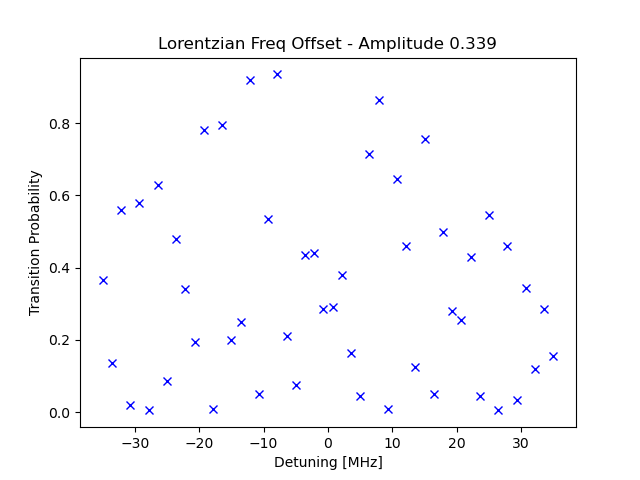 Lorentzian Freq Offset - Amplitude 0.339
Transition Probability
0.8
0.6
0.4
0.2
0.0
−30 −20 −10 0 10 20 30
Detuning [MHz]